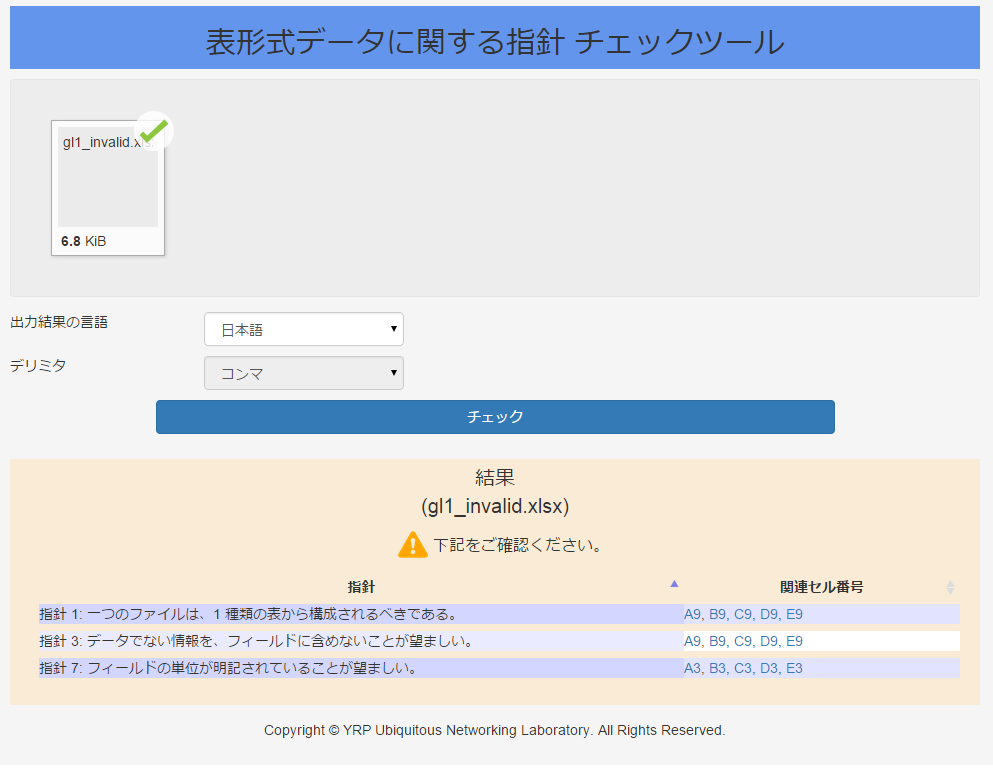 表形式データに関する指針 チェックツール
gl1_invalid.xls
6.8 KiB
出力結果の言語
日本語
デリミタ
コンマ
チェック
結果
(gl1_invalid.xlsx)
下記をご確認ください。
指針 関連セル番号
指針 1: 一つのファイルは、1 種類の表から構成されるべきである。 A9, B9, C9, D9, E9
指針 3: データでない情報を、フィールドに含めないことが望ましい。 A9, B9, C9, D9, E9
指針 7: フィールドの単位が明記されていることが望ましい。 A3, B3, C3, D3, E3
Copyright © YRP Ubiquitous Networking Laboratory. All Rights Reserved.